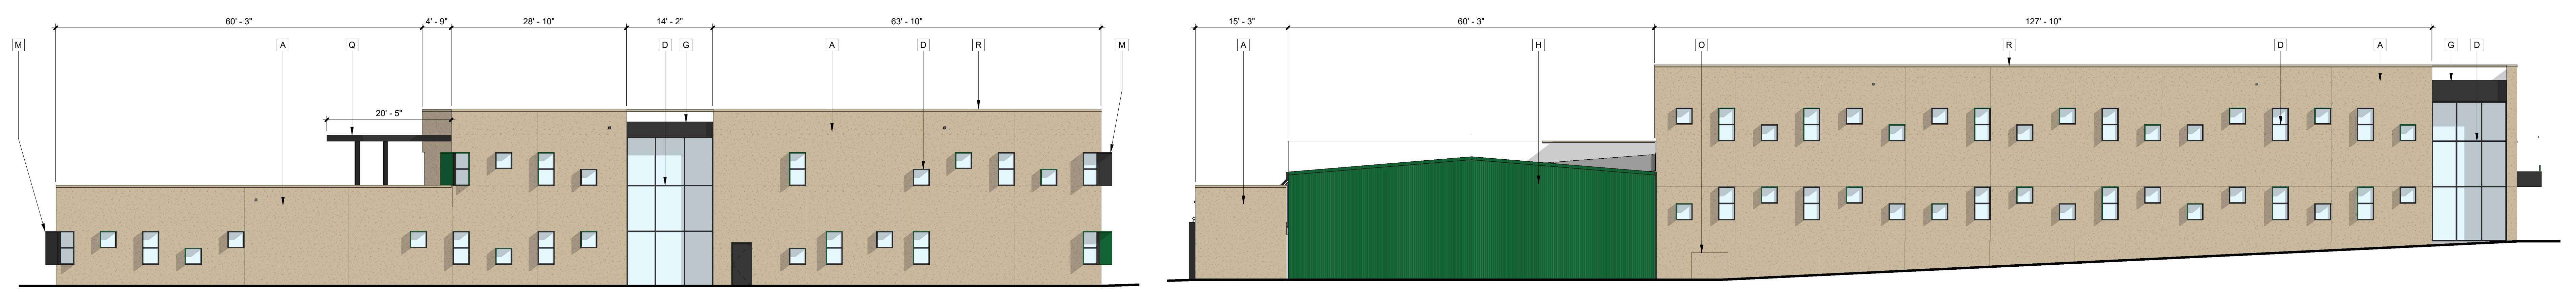 60' - 3" 4' - 9" 28' - 10" 14' - 2" 63' - 10" 15' - 3" 60' - 3" 127' - 10"
M A Q D G A D R M A H O R D A G D
20' - 5"